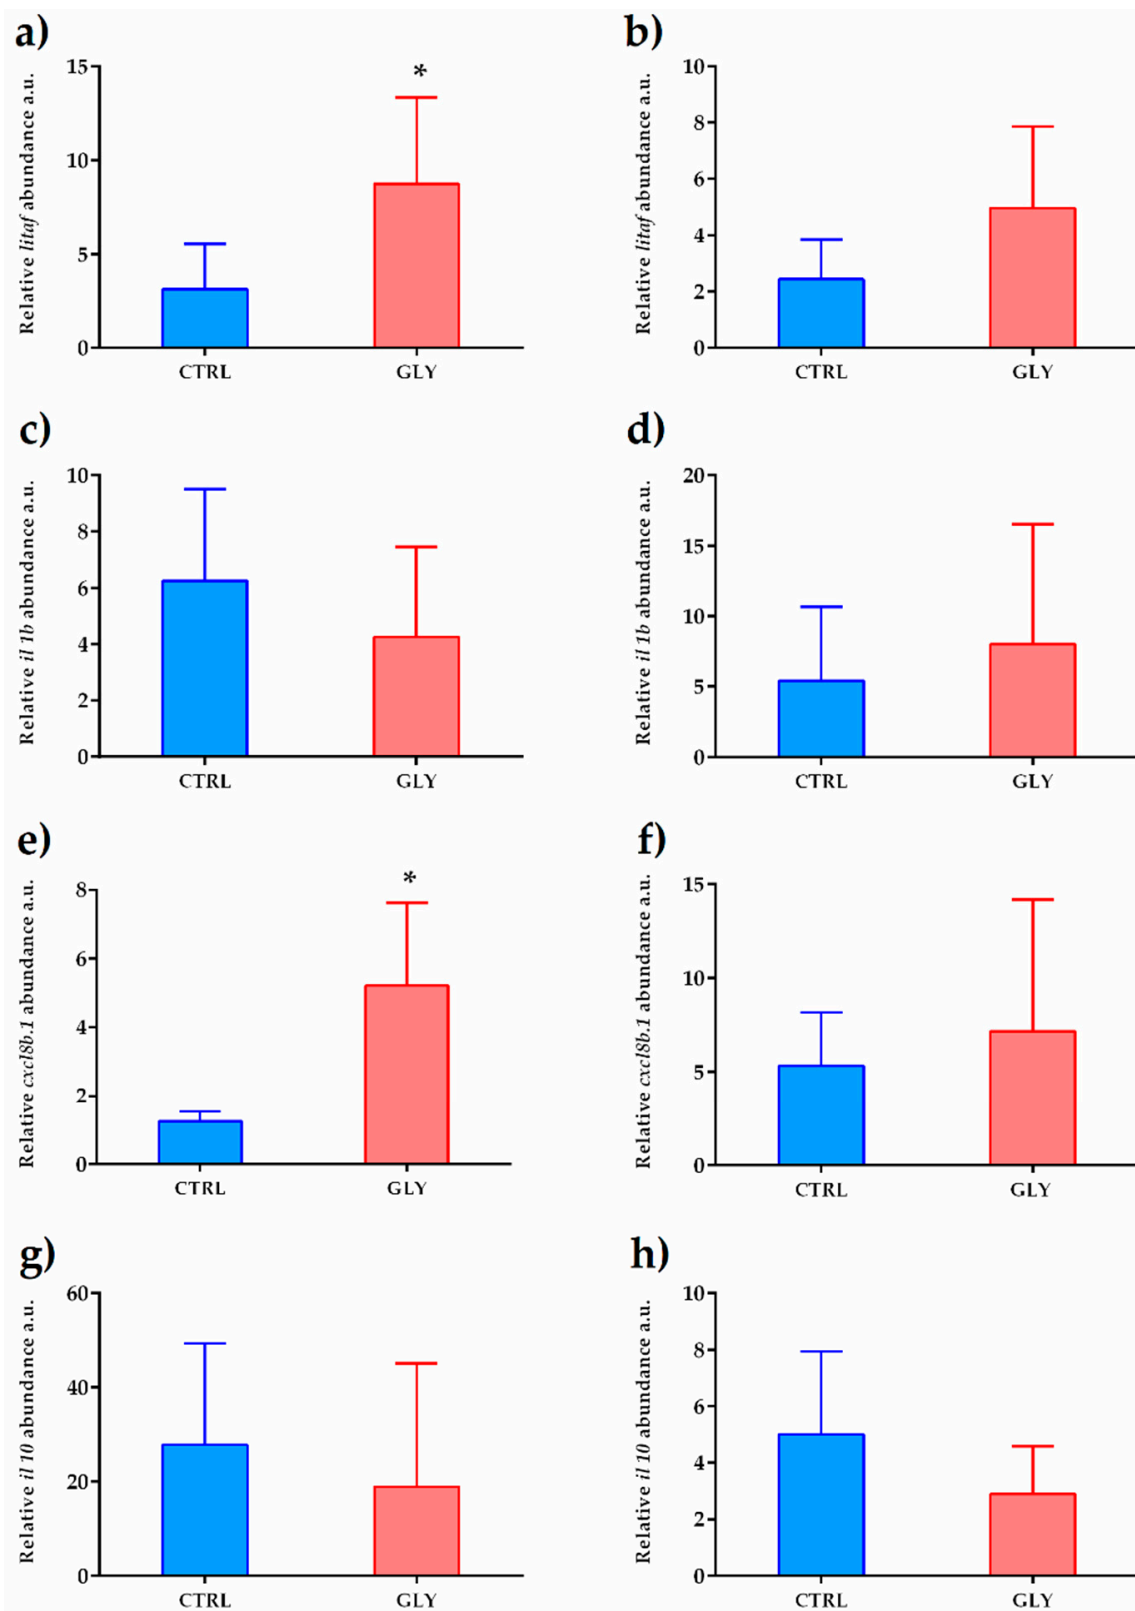 a)
Relative litaf abundance a.u.
15
10
5
0
*
CTRL
GLY
b)
Relative litaf abundance a.u.
10
8
6
4
2
0
CTRL
GLY
c)
Relative il 1b abundance a.u.
10
8
6
4
2
0
CTRL
GLY
d)
Relative il 1b abundance a.u.
20
15
10
5
0
CTRL
GLY
e)
Relative cxcl8b.1 abundance a.u.
8
6
4
2
0
*
CTRL
GLY
f)
Relative cxcl8b.1 abundance a.u.
15
10
5
0
CTRL
GLY
g)
Relative il 10 abundance a.u.
60
40
20
0
CTRL
GLY
h)
Relative il 10 abundance a.u.
10
8
6
4
2
0
CTRL
GLY